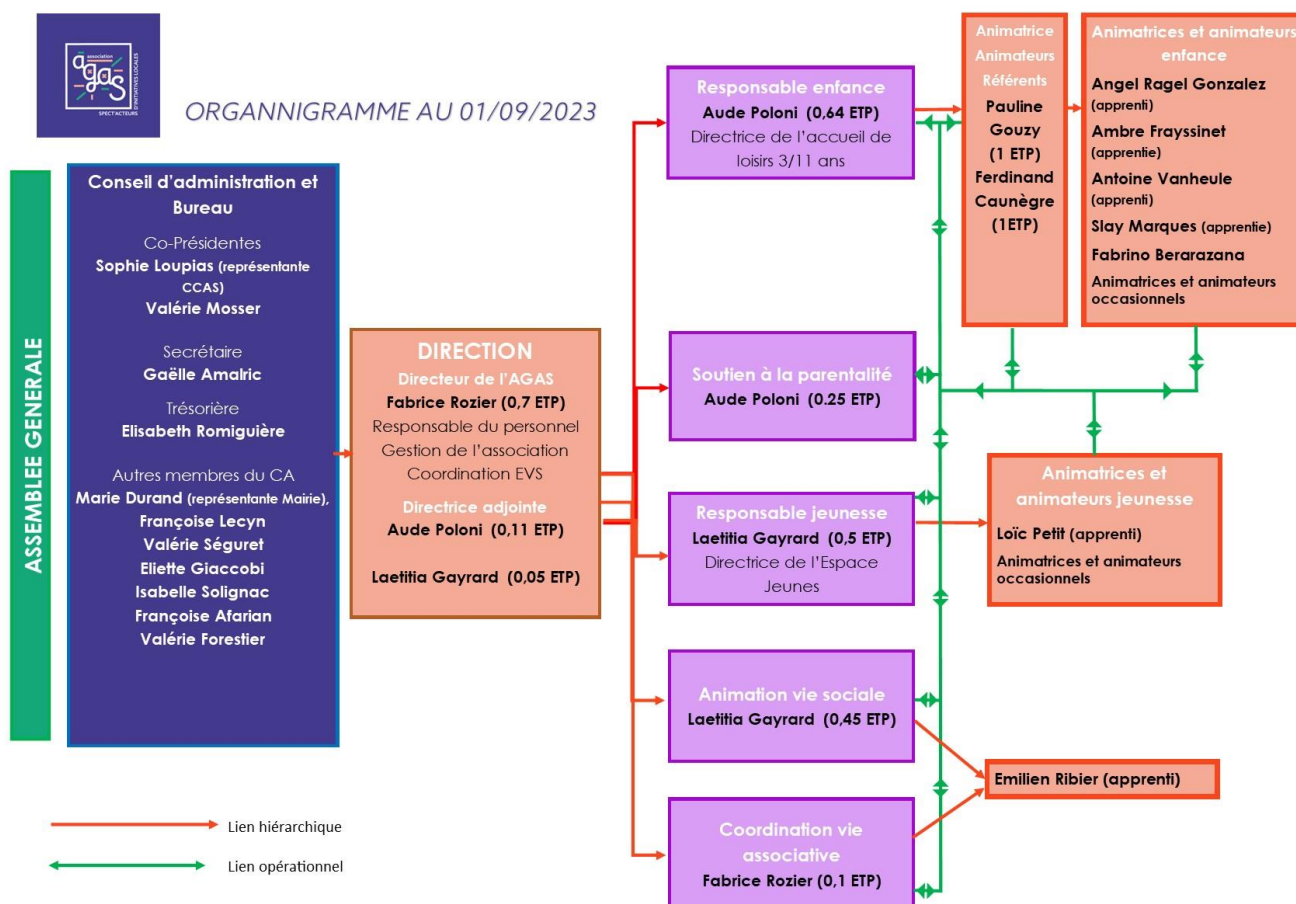 association
agas
D'INITIATIVES LOCALES
SPECT'ACTEURS
ORGANNIGRAMME AU 01/09/2023
ASSEMBLEE GENERALE
Conseil d'administration et
Bureau
Co-Présidentes
Sophie Loupias (représentante
CCAS)
Valérie Mosser
Secrétaire
Gaëlle Amalric
Trésorière
Elisabeth Romiguière
Autres membres du CA
Marie Durand (représentante Mairie),
Françoise Lecyn
Valérie Séguret
Eliette Giaccobi
Isabelle Solignac
Françoise Afarian
Valérie Forestier
DIRECTION
Directeur de l'AGAS
Fabrice Rozier (0,7 ETP)
Responsable du personnel
Gestion de l'association
Coordination EVS
Directrice adjointe
Aude Poloni (0,11 ETP)
Laetitia Gayrard (0,05 ETP)
Responsable enfance
Aude Poloni (0,64 ETP)
Directrice de l'accueil de
loisirs 3/11 ans
Soutien à la parentalité
Aude Poloni (0.25 ETP)
Responsable jeunesse
Laetitia Gayrard (0,5 ETP)
Directrice de l'Espace
Jeunes
Animation vie sociale
Laetitia Gayrard (0,45 ETP)
Coordination vie
associative
Fabrice Rozier (0,1 ETP)
Animatrice
Animateurs
Référents
Pauline
Gouzy
(1 ETP)
Ferdinand
Caunègre
(1ETP)
Animatrices et animateurs
enfance
Angel Ragel Gonzalez
(apprenti)
Ambre Frayssinet
(apprentie)
Antoine Vanheule
(apprenti)
Slay Marques (apprentie)
Fabrino Berarazana
Animatrices et animateurs
occasionnels
Animatrices et
animateurs jeunesse
Loïc Petit (apprenti)
Animatrices et animateurs
occasionnels
Emilien Ribier (apprenti)
Lien hiérarchique
Lien opérationnel